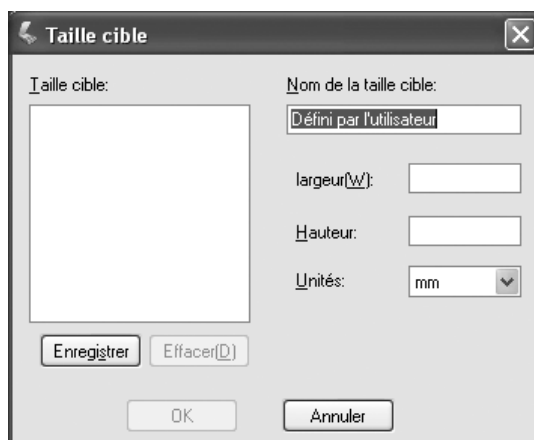 Taille cible
Taille cible:
Nom de la taille cible:
Défini par l'utilisateur
largeur(W):
Hauteur:
Unités:
mm
Enregistrer
Effacer(D)
OK
Annuler